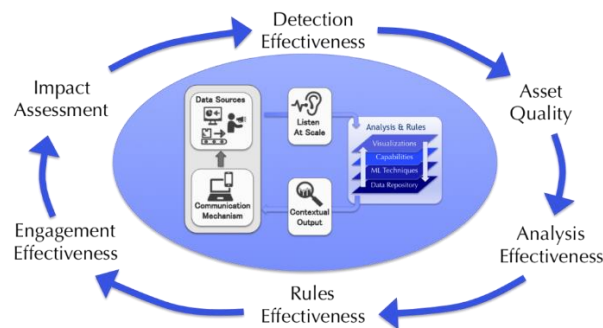 Detection
Effectiveness
Impact
Assessment
Asset
Quality
Data Sources
Listen
At Scale
Analysis & Rules
Visualizations
Capabilities
ML Techniques
Data Repository
Communication
Mechanism
Contextual
Output
Engagement
Effectiveness
Analysis
Effectiveness
Rules
Effectiveness